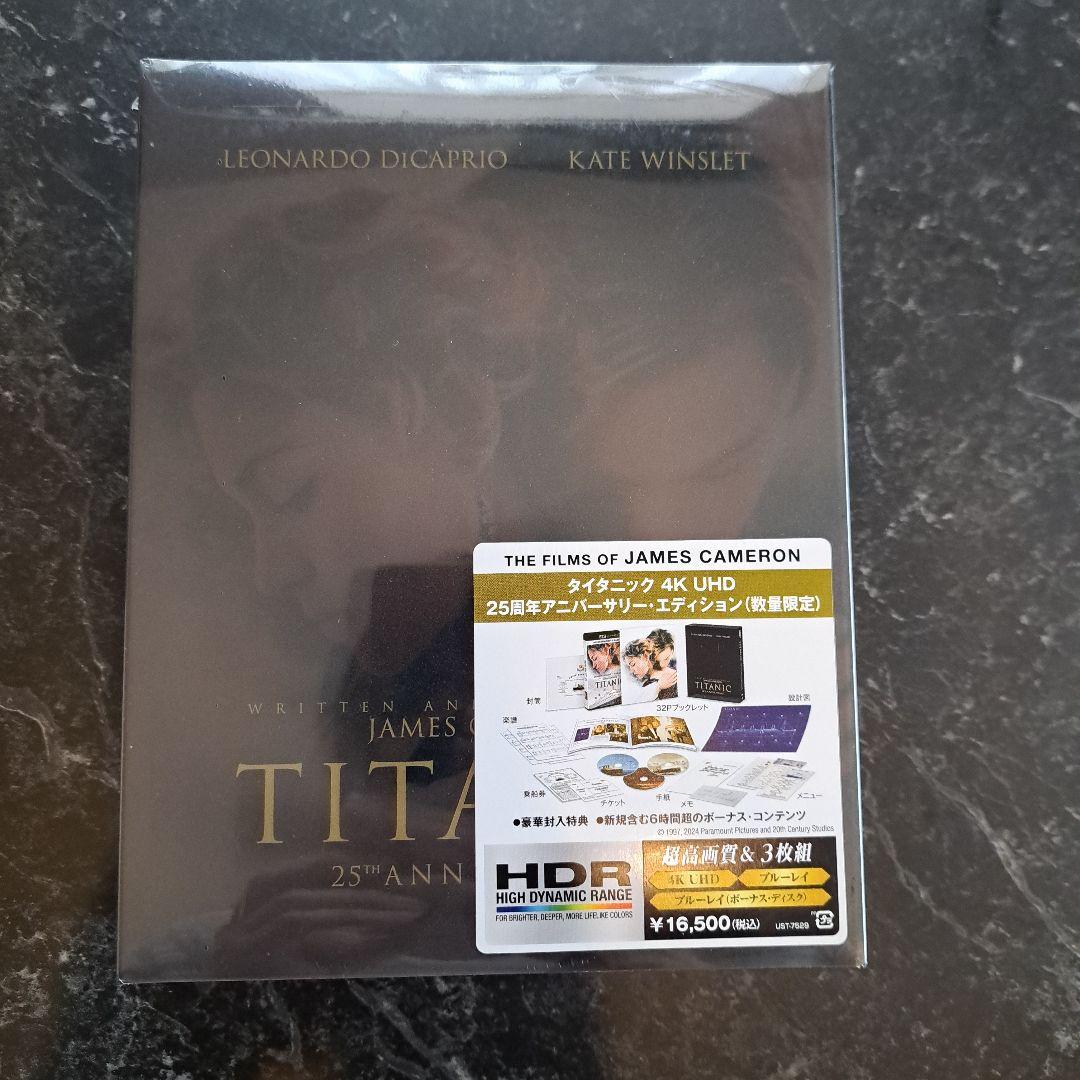 LEONARDO DiCAPRIO KATE WINSLET
WRITTEN AN
JAMES C
TITA
25TH ANN
THE FILMS OF JAMES CAMERON
タイタニック 4K UHD
25周年アニバーサリー・エディション(数量限定)
封筒
32Pブックレット
設計図
楽譜
TITANIC
乗船券
チケット
手紙
メモ
メニュー
●豪華封入特典 ●新規含む6時間超のボーナス・コンテンツ
© 1997, 2024 Paramount Pictures and 20th Century Studios
HDR
HIGH DYNAMIC RANGE
FOR BRIGHTER, DEEPER, MORE LIFELIKE COLORS
超高画質&3枚組
4K UHD ブルーレイ
ブルーレイ(ボーナス・ディスク)
¥16,500(税込) UST-7629